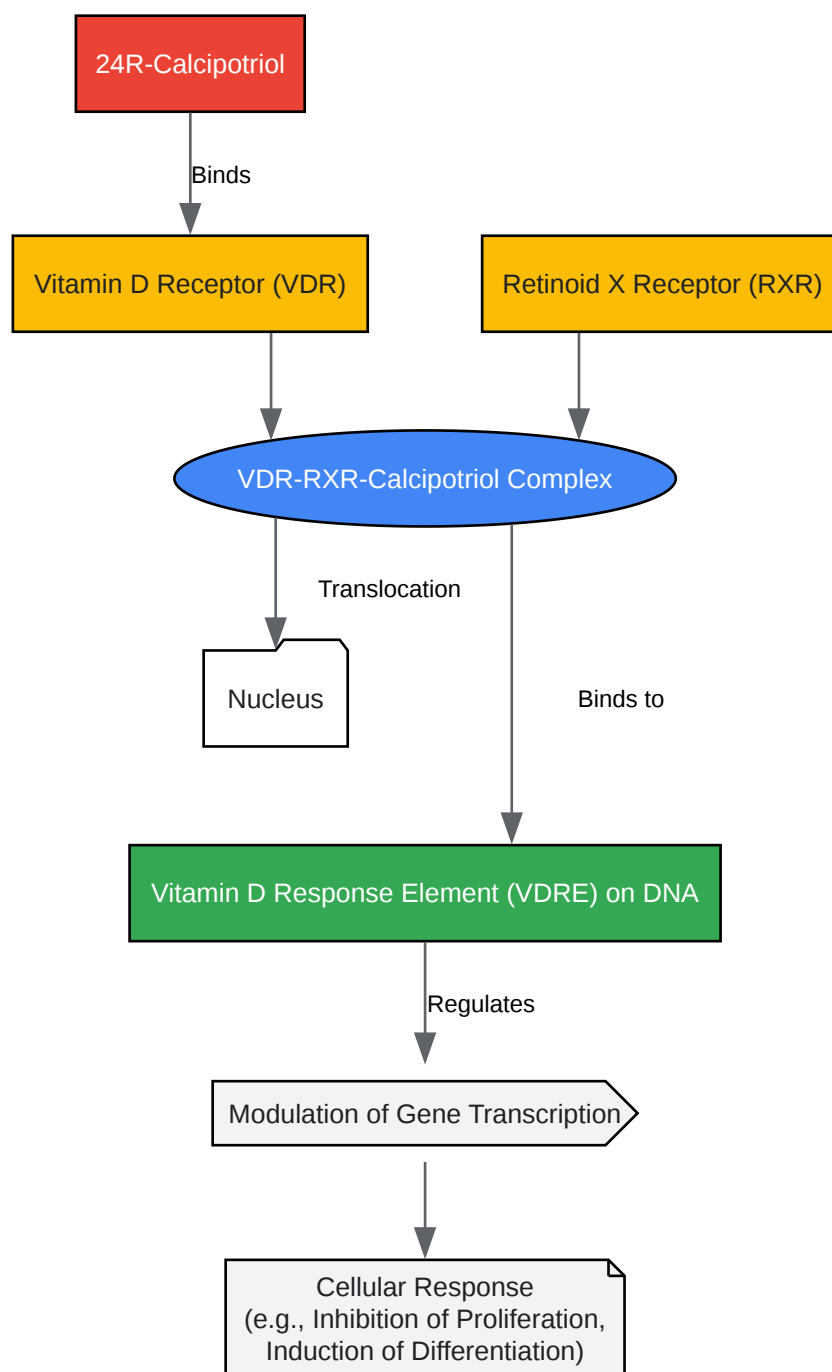 24R-Calcipotriol
Binds
Vitamin D Receptor (VDR)
Retinoid X Receptor (RXR)
VDR-RXR-Calcipotriol Complex
Translocation
Nucleus
Binds to
Vitamin D Response Element (VDRE) on DNA
Regulates
Modulation of Gene Transcription
Cellular Response
(e.g., Inhibition of Proliferation,
Induction of Differentiation)